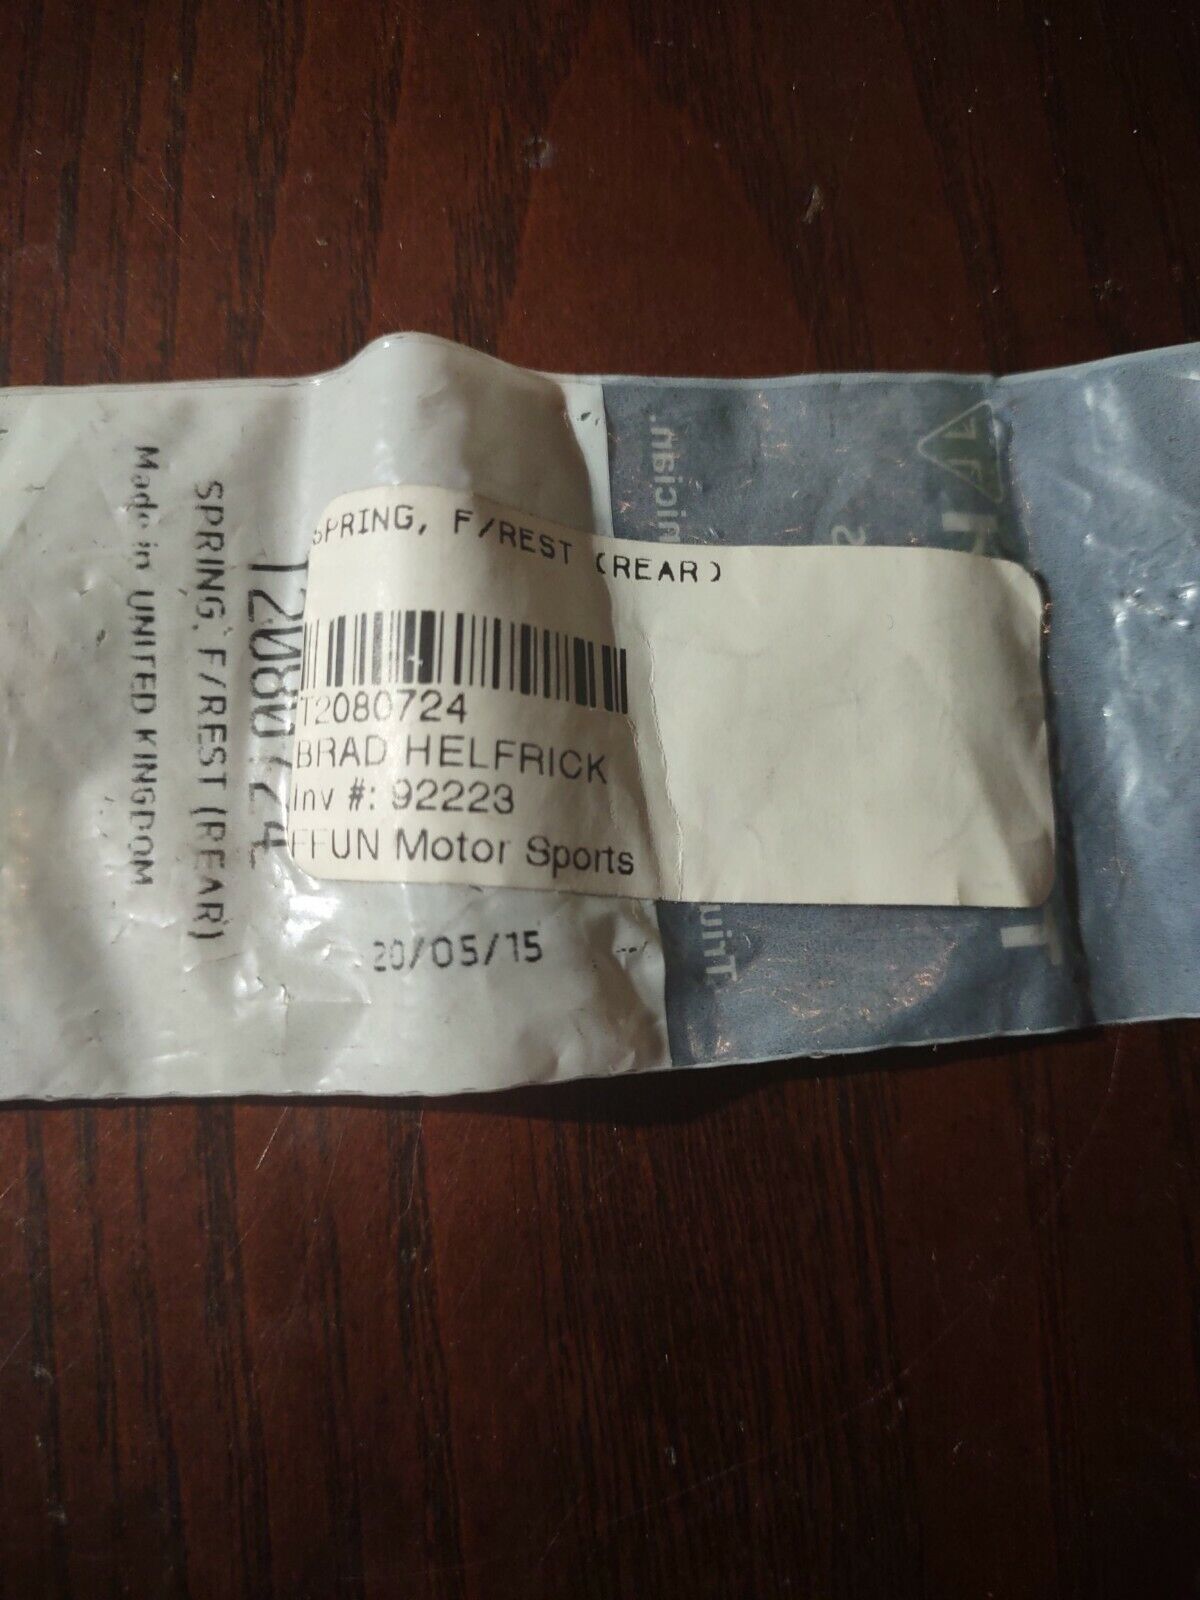 SPRING, F/REST (REAR)
T2080724
BRAD HELFRICK
Inv #: 92223
FFUN Motor Sports
20/05/15
T2080724
SPRING, F/REST (REAR)
Made in UNITED KINGDOM